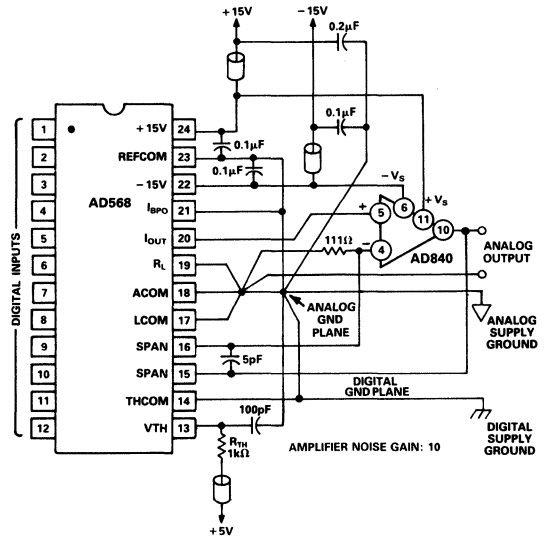 +15V
−15V
0.2μF
0.1μF
1
2
3
4
5
6
7
8
9
10
11
12
DIGITAL INPUTS
AD568
+15V 24
REFCOM 23
−15V 22
IBPO 21
IOUT 20
RL 19
ACOM 18
LCOM 17
SPAN 16
SPAN 15
THCOM 14
VTH 13
0.1μF
0.1μF
−VS
+VS
+ 5
6
11
10
− 4
111Ω
AD840
ANALOG OUTPUT
ANALOG
GND
PLANE
ANALOG
SUPPLY
GROUND
5pF
DIGITAL
GND PLANE
100pF
RTH
1kΩ
AMPLIFIER NOISE GAIN: 10
DIGITAL
SUPPLY
GROUND
+5V